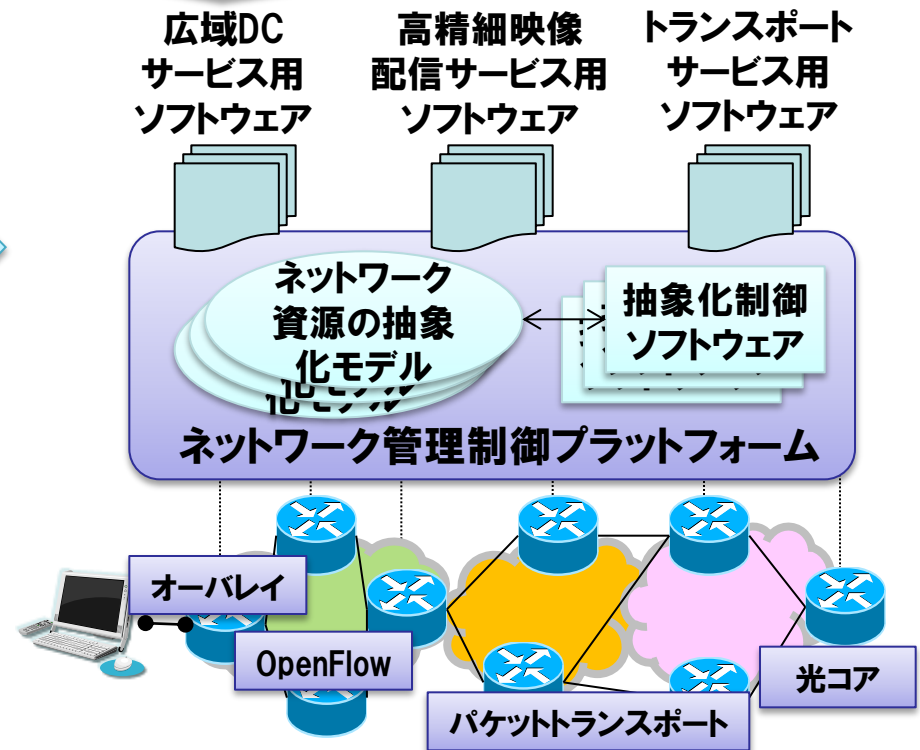 広域DC
サービス用
ソフトウェア
高精細映像
配信サービス用
ソフトウェア
トランスポート
サービス用
ソフトウェア
ネットワーク
資源の抽象
化モデル
化モデル
抽象化制御
ソフトウェア
ネットワーク管理制御プラットフォーム
オーバレイ
OpenFlow
パケットトランスポート
光コア